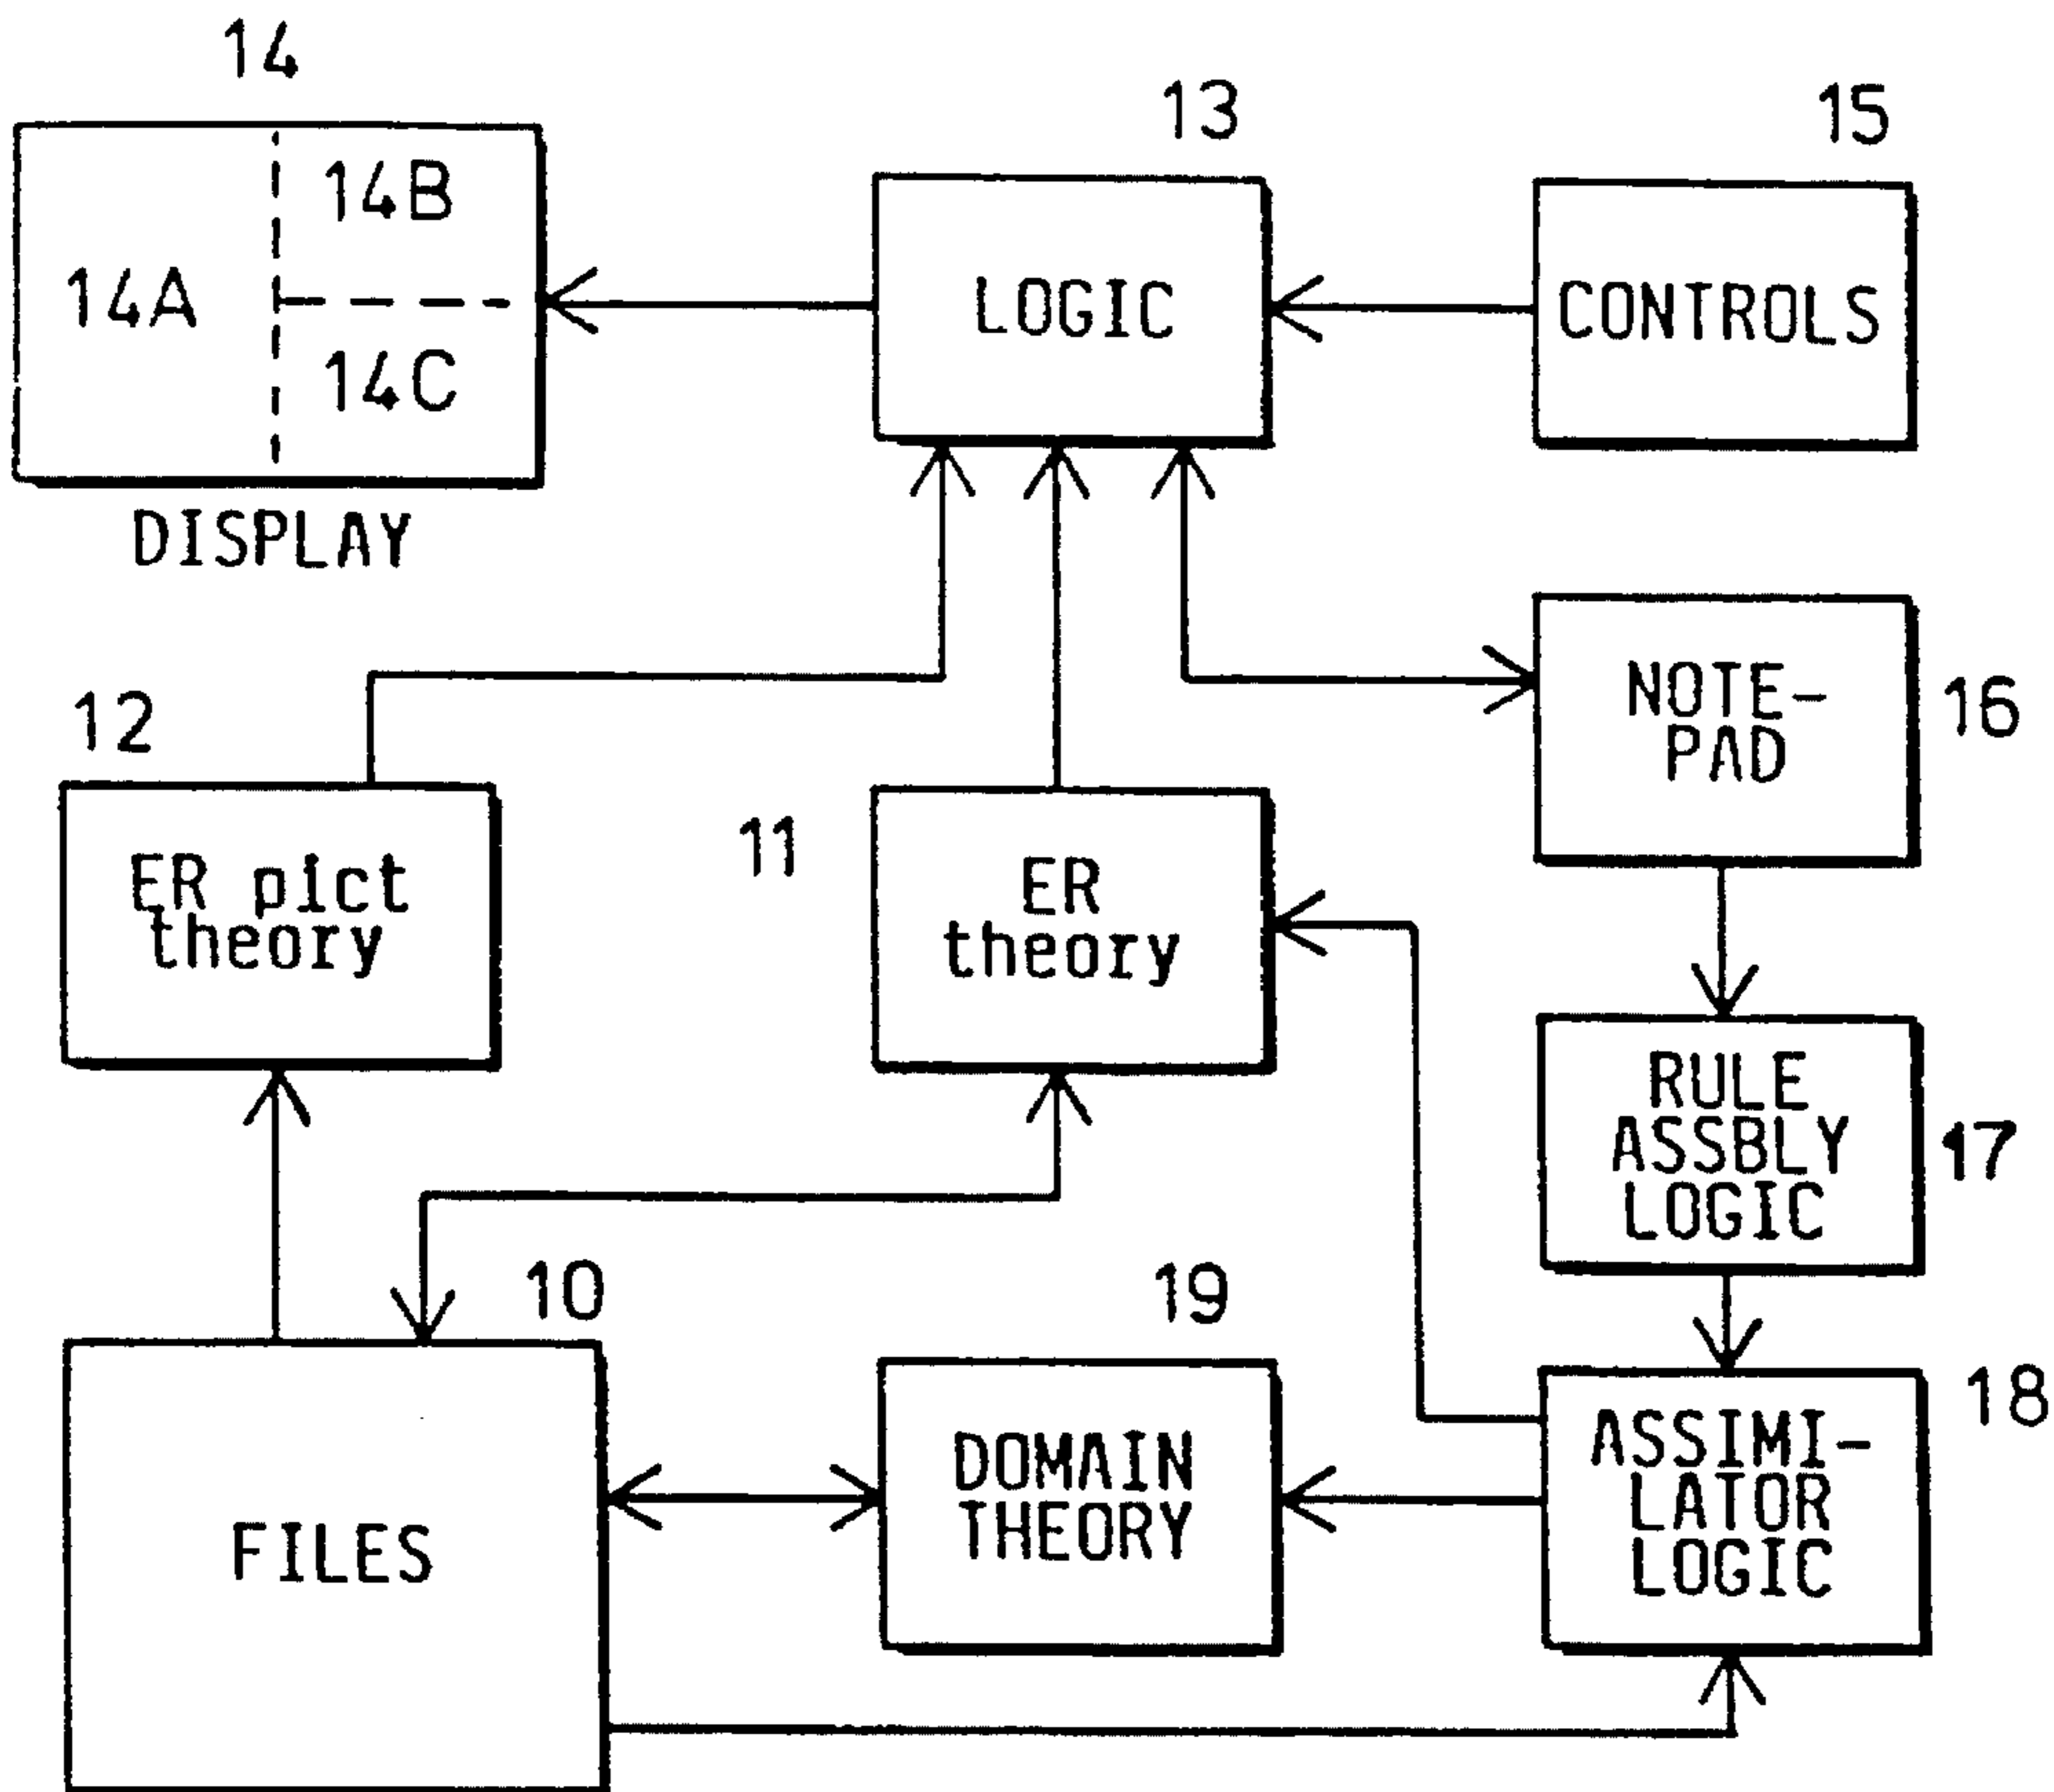 14
13
15
14A
14B
14C
LOGIC
CONTROLS
DISPLAY
12
ER pict
theory
11
ER
theory
NOTE-
PAD
16
RULE
ASSBLY
LOGIC
17
10
FILES
19
DOMAIN
THEORY
18
ASSIMI-
LATOR
LOGIC